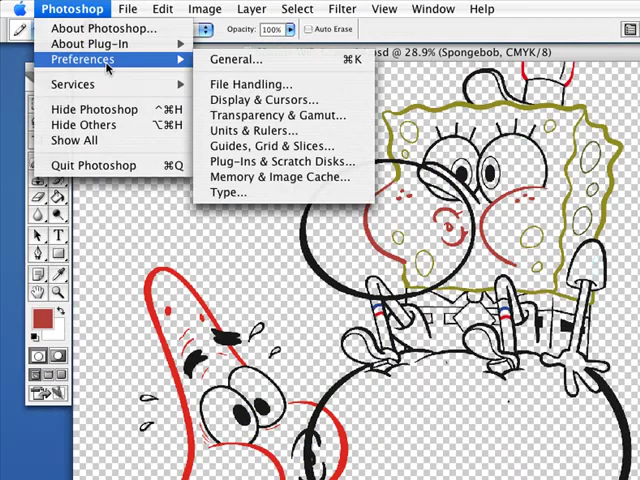 Photoshop File Edit Image Layer Select Filter View Window Help
Opacity: 100% Auto Erase
.psd @ 28.9% (Spongebob, CMYK/8)
About Photoshop...
About Plug-In
Preferences
Services
Hide Photoshop ^⌘H
Hide Others ⌥⌘H
Show All
Quit Photoshop ⌘Q
General... ⌘K
File Handling...
Display & Cursors...
Transparency & Gamut...
Units & Rulers...
Guides, Grid & Slices...
Plug-Ins & Scratch Disks...
Memory & Image Cache...
Type...
T